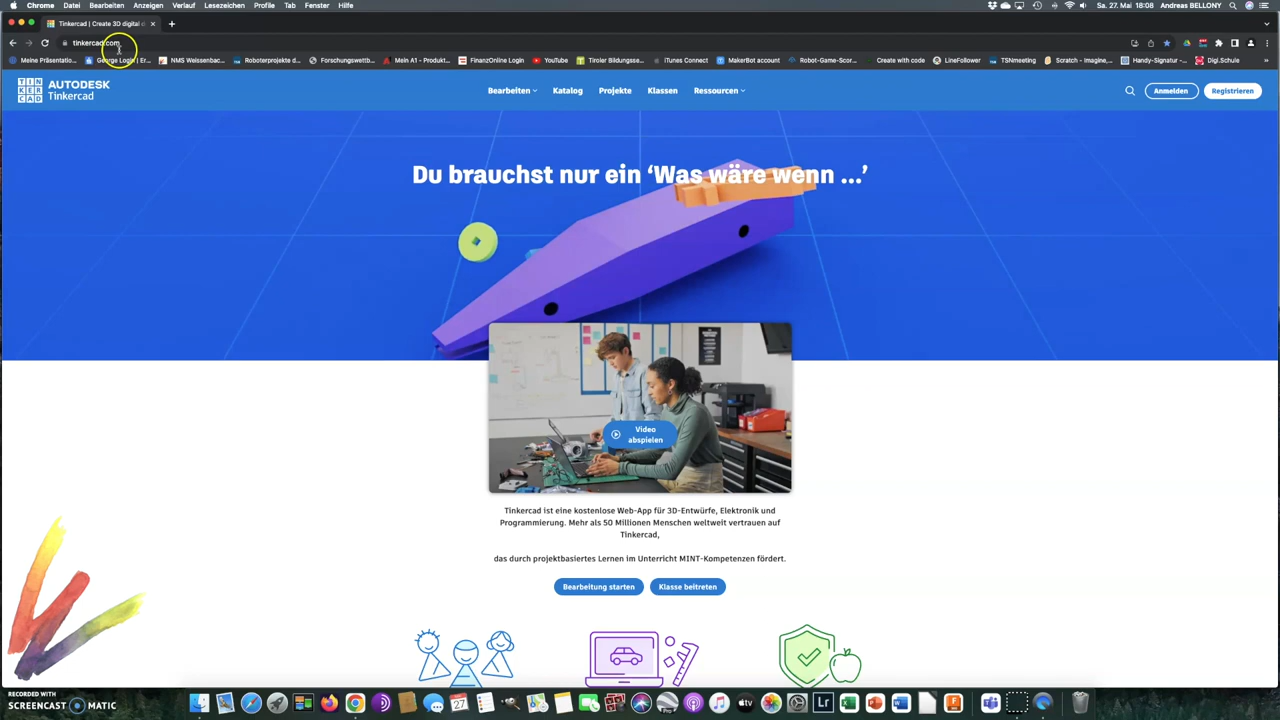 Chrome Datei Bearbeiten Anzeigen Verlauf Lesezeichen Profile Tab Fenster Hilfe
Sa. 27. Mai 18:08 Andreas BELLONY
Tinkercad | Create 3D digital d
tinkercad.com
Meine Präsentatio... George Login | Er... NMS Weissenbac... Roboterprojekte d... Forschungswettb... Mein A1 - Produkt... FinanzOnline Login YouTube Tiroler Bildungsse... iTunes Connect MakerBot account Robot-Game-Scor... Create with code LineFollower TSNmeeting Scratch - Imagine,... Handy-Signatur -... Digi.Schule
TIN
KER
CAD
AUTODESK
Tinkercad
Bearbeiten Katalog Projekte Klassen Ressourcen
Anmelden Registrieren
Du brauchst nur ein ‘Was wäre wenn ...’
Video
abspielen
Tinkercad ist eine kostenlose Web-App für 3D-Entwürfe, Elektronik und
Programmierung. Mehr als 50 Millionen Menschen weltweit vertrauen auf
Tinkercad,
das durch projektbasiertes Lernen im Unterricht MINT-Kompetenzen fördert.
Bearbeitung starten Klasse beitreten
RECORDED WITH
SCREENCAST MATIC